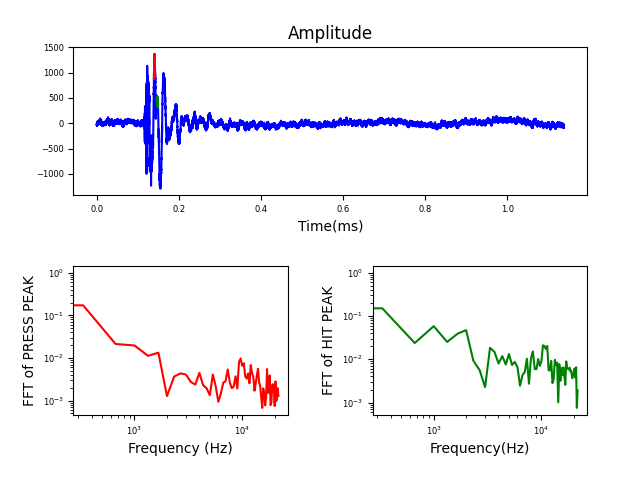 Amplitude
1500
1000
500
0
−500
−1000
0.0 0.2 0.4 0.6 0.8 1.0
Time(ms)
FFT of PRESS PEAK
10⁰
10⁻¹
10⁻²
10⁻³
10³ 10⁴
Frequency (Hz)
FFT of HIT PEAK
10⁰
10⁻¹
10⁻²
10⁻³
10³ 10⁴
Frequency(Hz)